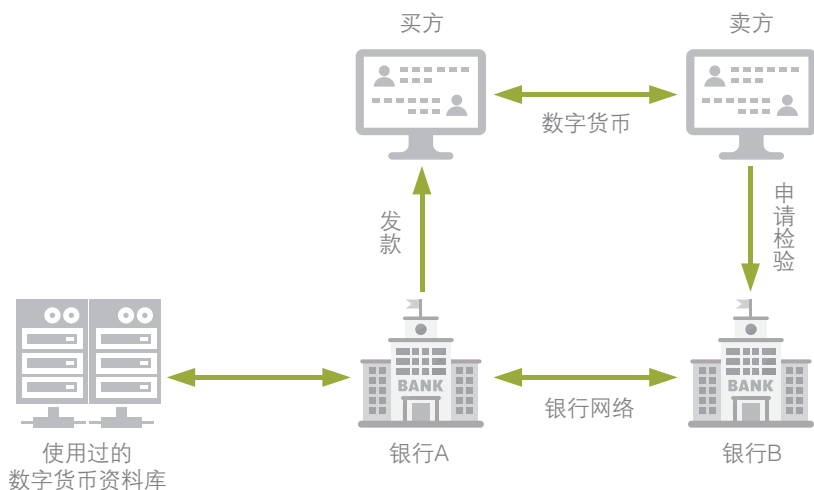 买方
卖方
数字货币
发款
申请检验
BANK
BANK
银行网络
使用过的
数字货币资料库
银行A
银行B